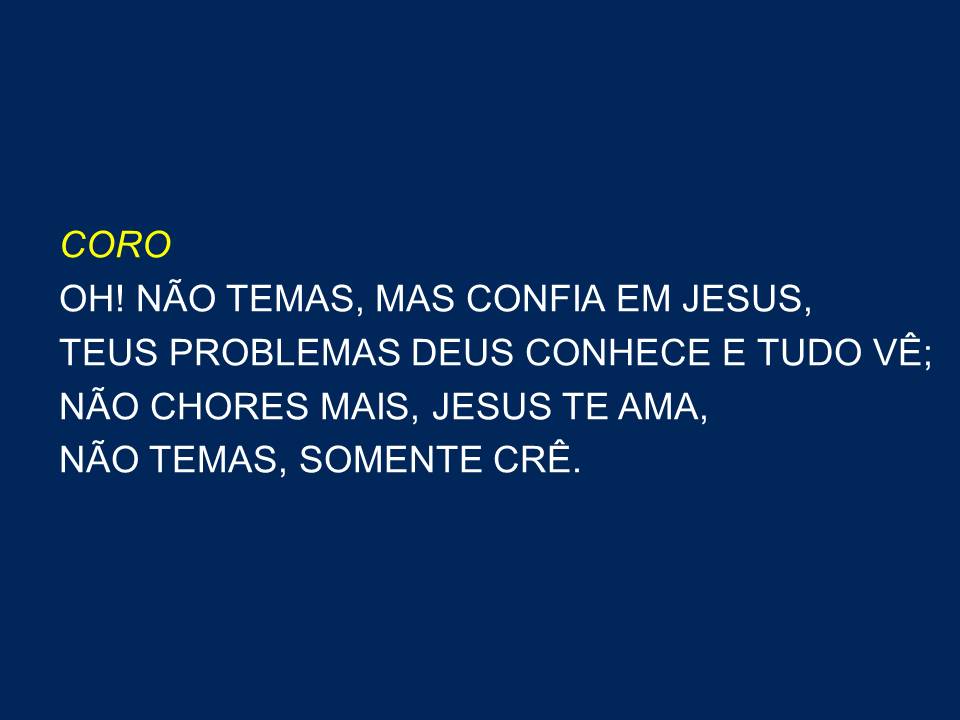 CORO
OH! NÃO TEMAS, MAS CONFIA EM JESUS,
TEUS PROBLEMAS DEUS CONHECE E TUDO VÊ;
NÃO CHORES MAIS, JESUS TE AMA,
NÃO TEMAS, SOMENTE CRÊ.